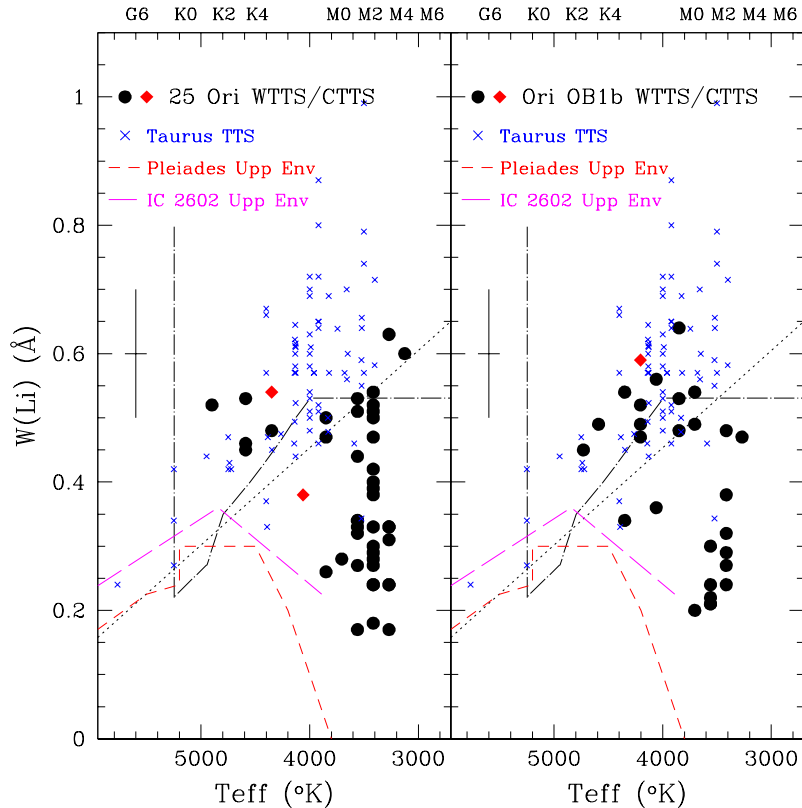 G6 K0 K2 K4 M0 M2 M4 M6 G6 K0 K2 K4 M0 M2 M4 M6
1
25 Ori WTTS/CTTS
Ori OB1b WTTS/CTTS
Taurus TTS
Taurus TTS
Pleiades Upp Env
Pleiades Upp Env
IC 2602 Upp Env
IC 2602 Upp Env
0.8
0.6
0.4
0.2
0
W(Li) (Å)
5000 4000 3000 5000 4000 3000
Teff (°K) Teff (°K)